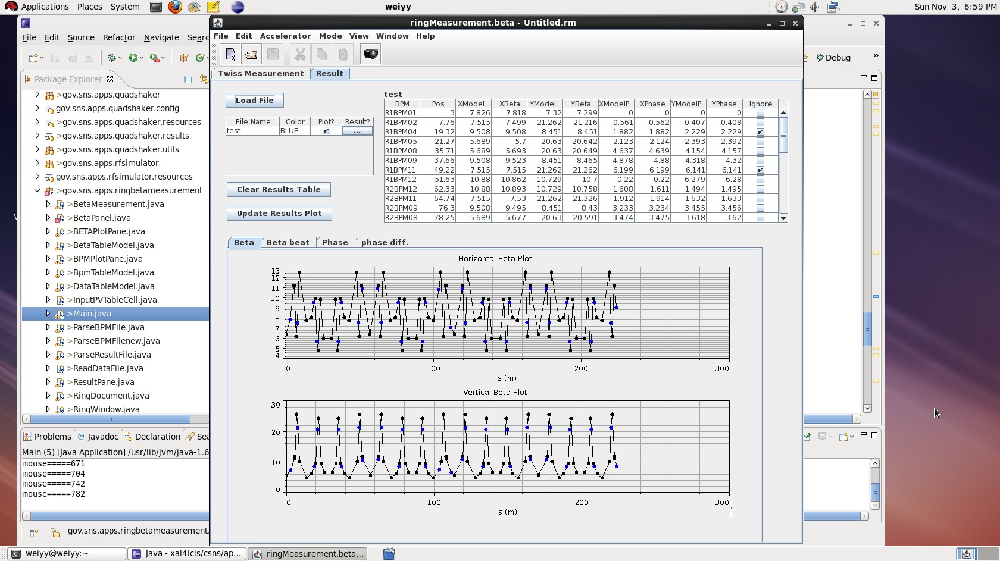 Applications Places System
weiyy
Sun Nov 3, 6:59 PM
File Edit Source Refactor Navigate Searc
Package Explorer
>gov.sns.apps.quadshaker
gov.sns.apps.quadshaker.config
>gov.sns.apps.quadshaker.resources
>gov.sns.apps.quadshaker.results
>gov.sns.apps.quadshaker.utils
>gov.sns.apps.rfsimulator
>gov.sns.apps.rfsimulator.resources
>gov.sns.apps.ringbetameasurement
>BetaMeasurement.java
>BetaPanel.java
>BETAPlotPane.java
>BetaTableModel.java
>BPMPlotPane.java
>BpmTableModel.java
>DataTableModel.java
>InputPVTableCell.java
>Main.java
>ParseBPMFile.java
>ParseBPMFilenew.java
>ParseResultFile.java
>ReadDataFile.java
>ResultPane.java
>RingDocument.java
>RingWindow.java
Problems @ Javadoc Declaration Sea
Main (5) [Java Application] /usr/lib/jvm/java-1.6
mouse=====671
mouse=====704
mouse=====742
mouse=====782
gov.sns.apps.ringbetameasurement.
ringMeasurement.beta - Untitled.rm
File Edit Accelerator Mode View Window Help
Twiss Measurement Result
Load File
File Name Color Plot? Result?
test BLUE ...
Clear Results Table
Update Results Plot
test
BPM Pos XModel... XBeta YModel... YBeta XModelP... XPhase YModelP... YPhase Ignore
R1BPM01 3 7.826 7.818 7.32 7.299 0 0 0 0
R1BPM02 7.76 7.515 7.499 21.262 21.216 0.561 0.562 0.407 0.408
R1BPM04 19.32 9.508 9.508 8.451 8.451 1.882 1.882 2.229 2.229
R1BPM05 21.27 5.689 5.7 20.63 20.642 2.123 2.124 2.393 2.392
R1BPM08 35.71 5.689 5.693 20.63 20.649 4.637 4.639 4.154 4.157
R1BPM09 37.66 9.508 9.523 8.451 8.465 4.878 4.88 4.318 4.32
R1BPM11 49.22 7.515 7.515 21.262 21.262 6.199 6.199 6.141 6.141
R1BPM12 51.63 10.88 10.862 10.729 10.7 0.22 0.22 6.279 6.28
R2BPM12 62.33 10.88 10.893 10.729 10.758 1.608 1.611 1.494 1.495
R2BPM11 64.74 7.515 7.53 21.262 21.326 1.912 1.914 1.632 1.633
R2BPM09 76.3 9.508 9.495 8.451 8.43 3.233 3.234 3.455 3.456
R2BPM08 78.25 5.689 5.677 20.63 20.591 3.474 3.475 3.618 3.62
Beta Beta beat Phase phase diff.
Horizontal Beta Plot
13
12
11
10
9
8
7
6
5
4
0 100 200 300
s (m)
Vertical Beta Plot
30
20
10
0
0 100 200 300
s (m)
Debug
»
weiyy@weiyy:~
Java - xal4lcls/csns/ap...
ringMeasurement.beta...